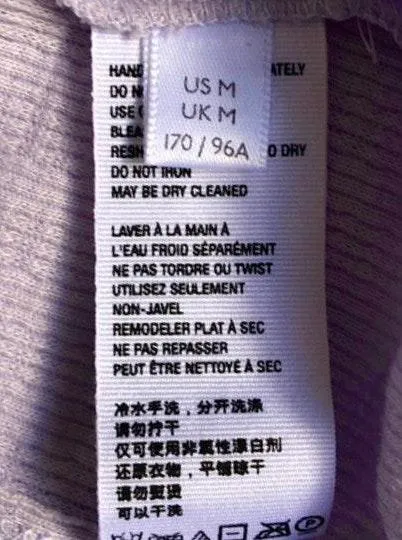 HAND
ATELY
DO N
US M
USE
UK M
BLEA
170 / 96A
RESH
O DRY
DO NOT IRON
MAY BE DRY CLEANED
LAVER À LA MAIN À
L'EAU FROID SÉPARÉMENT
NE PAS TORDRE OU TWIST
UTILISEZ SEULEMENT
NON-JAVEL
REMODELER PLAT À SEC
NE PAS REPASSER
PEUT ÊTRE NETTOYÉ À SEC
冷水手洗，分开洗涤
请勿拧干
仅可使用非氯性漂白剂
还原衣物，平铺晾干
请勿熨烫
可以干洗